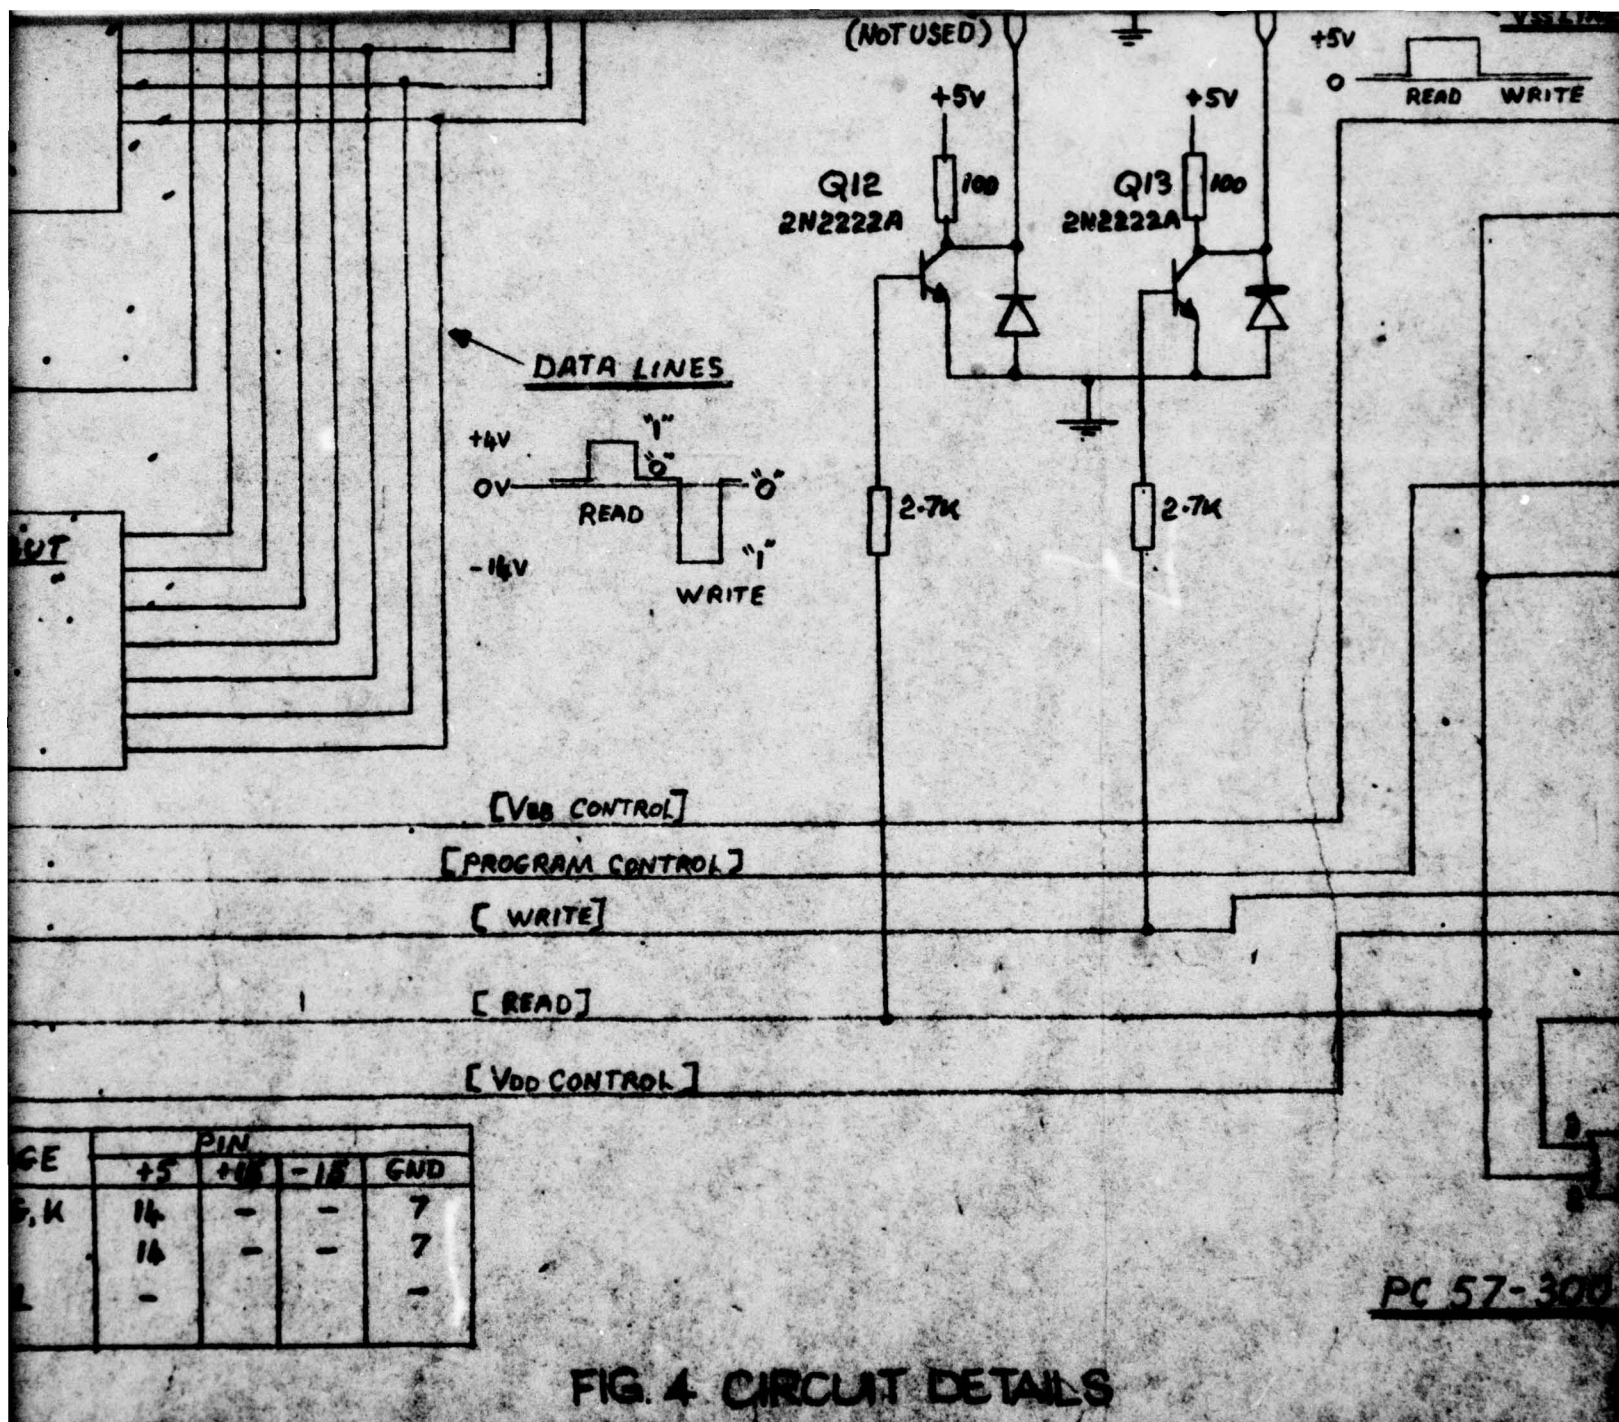 (NOT USED)
+5V
0
READ WRITE
+5V
+5V
Q12
100
2N2222A
Q13
100
2N2222A
DATA LINES
+4V
"1"
"0"
0V
"0"
READ
-14V
"1"
WRITE
2.7K
2.7K
[VBB CONTROL]
[PROGRAM CONTROL]
[WRITE]
[READ]
[VDD CONTROL]
PIN
+5 +15 -15 GND
14 - - 7
14 - - 7
- -
PC 57-300
FIG. 4 CIRCUIT DETAILS